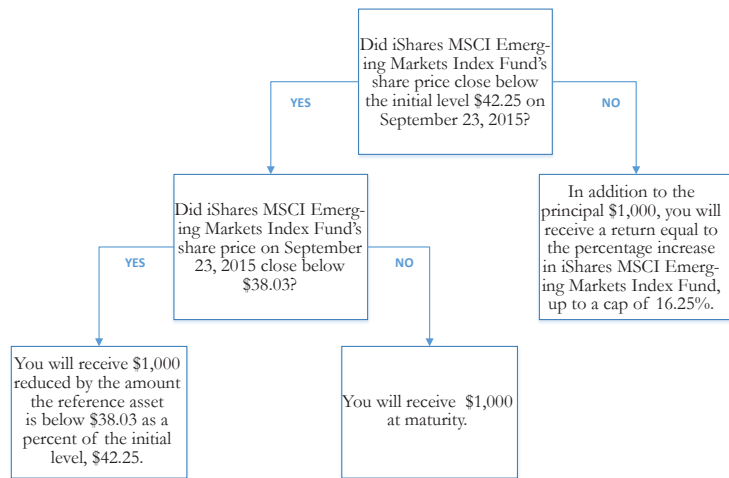 Did iShares MSCI Emerg-
ing Markets Index Fund's
share price close below
the initial level $42.25 on
September 23, 2015?
YES
NO
Did iShares MSCI Emerg-
ing Markets Index Fund's
share price on September
23, 2015 close below
$38.03?
In addition to the
principal $1,000, you will
receive a return equal to
the percentage increase
in iShares MSCI Emerg-
ing Markets Index Fund,
up to a cap of 16.25%.
YES
NO
You will receive $1,000
reduced by the amount
the reference asset
is below $38.03 as a
percent of the initial
level, $42.25.
You will receive $1,000
at maturity.